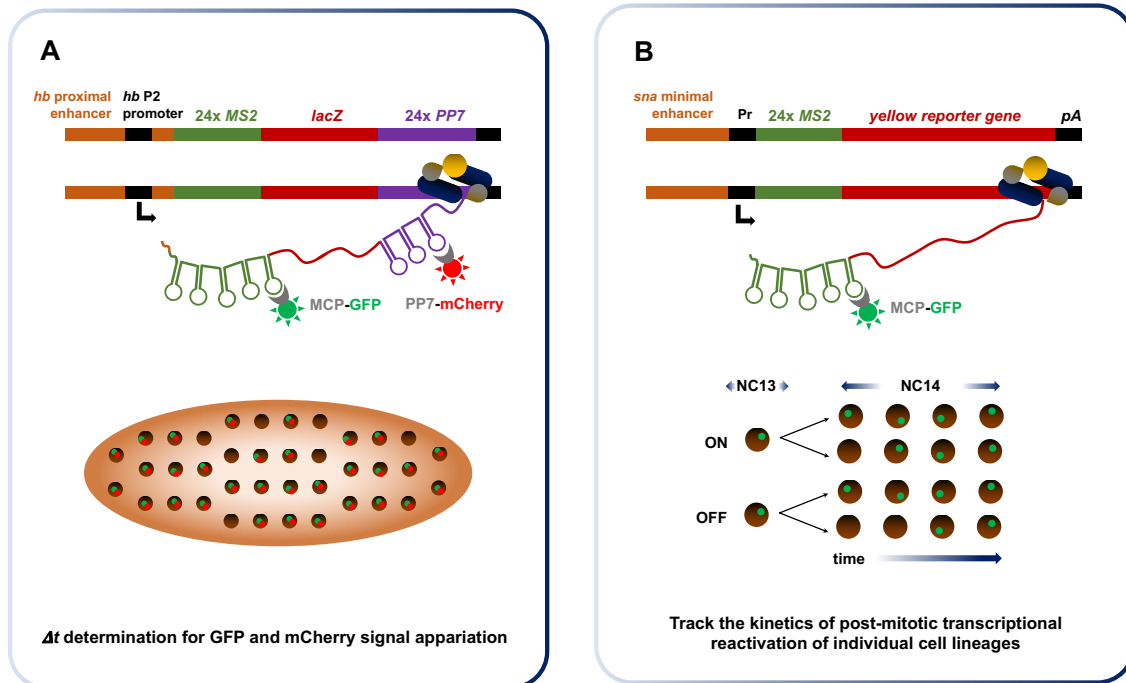 A
hb proximal
enhancer
hb P2
promoter
24x MS2
lacZ
24x PP7
MCP-GFP
PP7-mCherry
Δt determination for GFP and mCherry signal appariation
B
sna minimal
enhancer
Pr
24x MS2
yellow reporter gene
pA
MCP-GFP
NC13
NC14
ON
OFF
time
Track the kinetics of post-mitotic transcriptional
reactivation of individual cell lineages